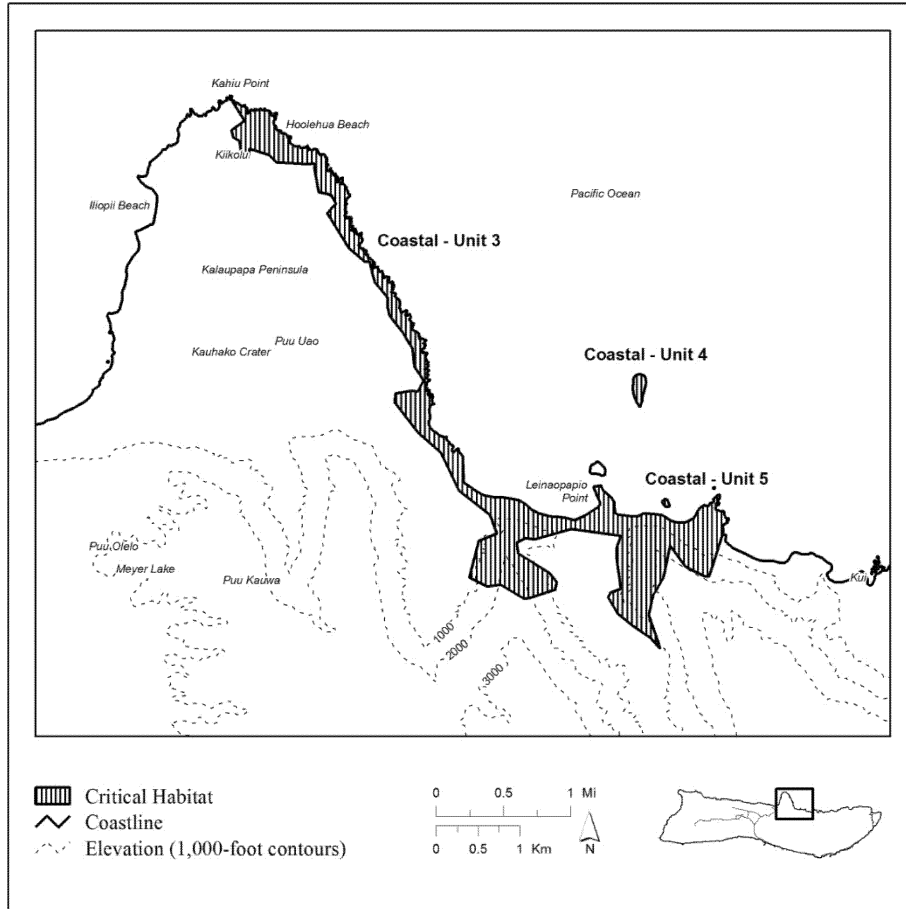 Kahiu Point
Hoolehua Beach
Kiikolu
Pacific Ocean
Iliopii Beach
Coastal - Unit 3
Kalaupapa Peninsula
Puu Uao
Kauhako Crater
Coastal - Unit 4
Coastal - Unit 5
Leinaopapio
Point
Puu Olelo
Meyer Lake
Puu Kauwa
Kui
1000
2000
3000
Critical Habitat
Coastline
Elevation (1,000-foot contours)
0 0.5 1 Mi
0 0.5 1 Km
N